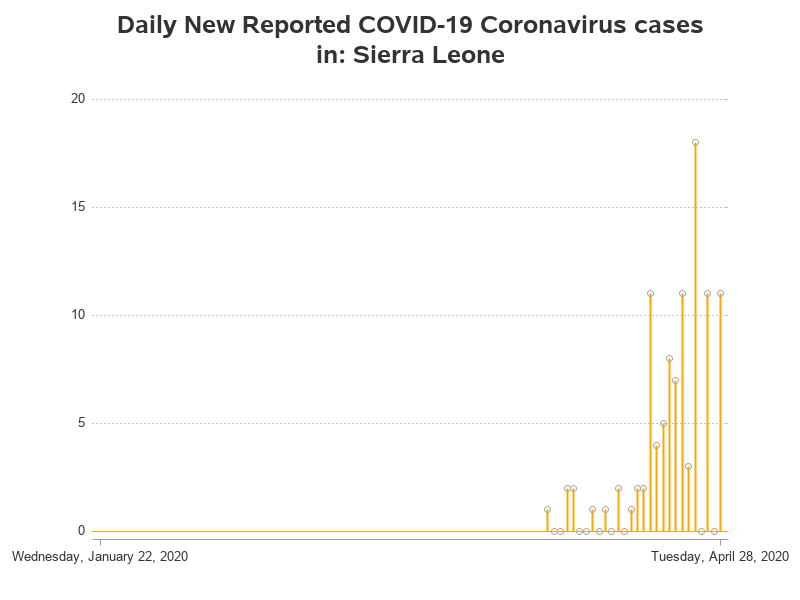 Daily New Reported COVID-19 Coronavirus cases
in: Sierra Leone
20
15
10
5
0
Wednesday, January 22, 2020 Tuesday, April 28, 2020